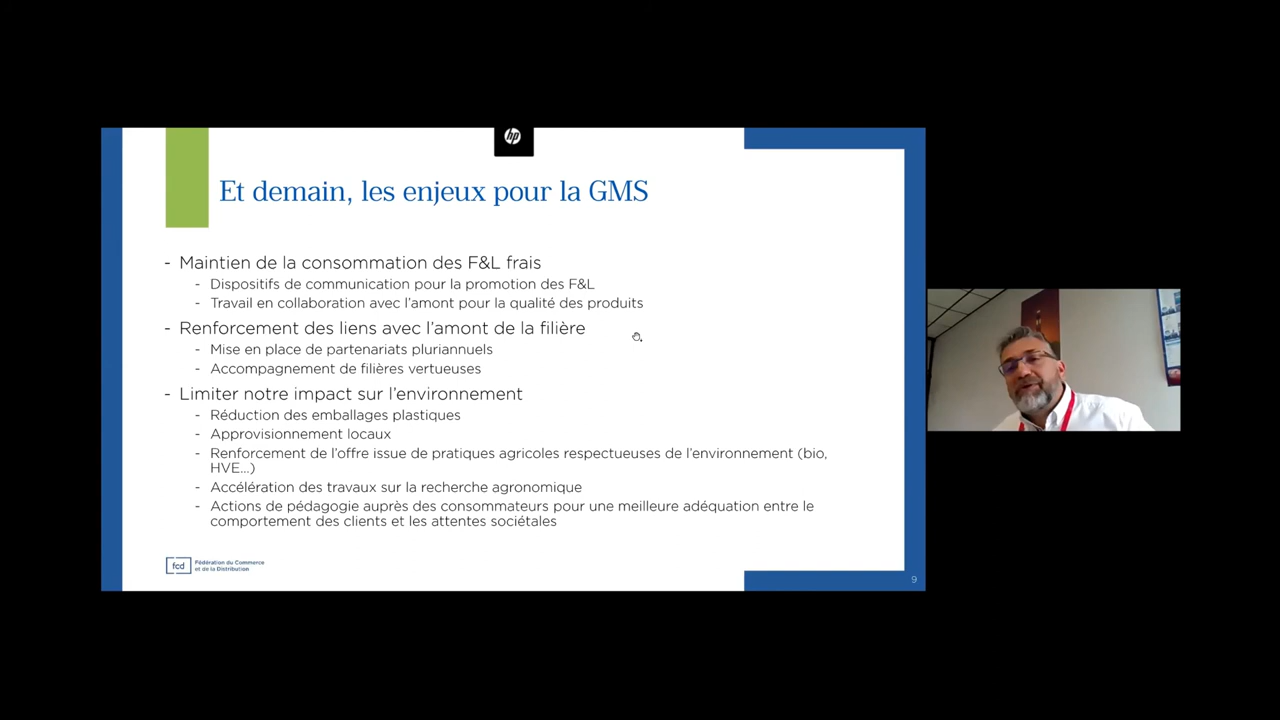 hp
Et demain, les enjeux pour la GMS
- Maintien de la consommation des F&L frais
- Dispositifs de communication pour la promotion des F&L
- Travail en collaboration avec l'amont pour la qualité des produits
- Renforcement des liens avec l'amont de la filière
- Mise en place de partenariats pluriannuels
- Accompagnement de filières vertueuses
- Limiter notre impact sur l'environnement
- Réduction des emballages plastiques
- Approvisionnement locaux
- Renforcement de l'offre issue de pratiques agricoles respectueuses de l'environnement (bio,
HVE...)
- Accélération des travaux sur la recherche agronomique
- Actions de pédagogie auprès des consommateurs pour une meilleure adéquation entre le
comportement des clients et les attentes sociétales
fcd
Fédération du Commerce
et de la Distribution
9